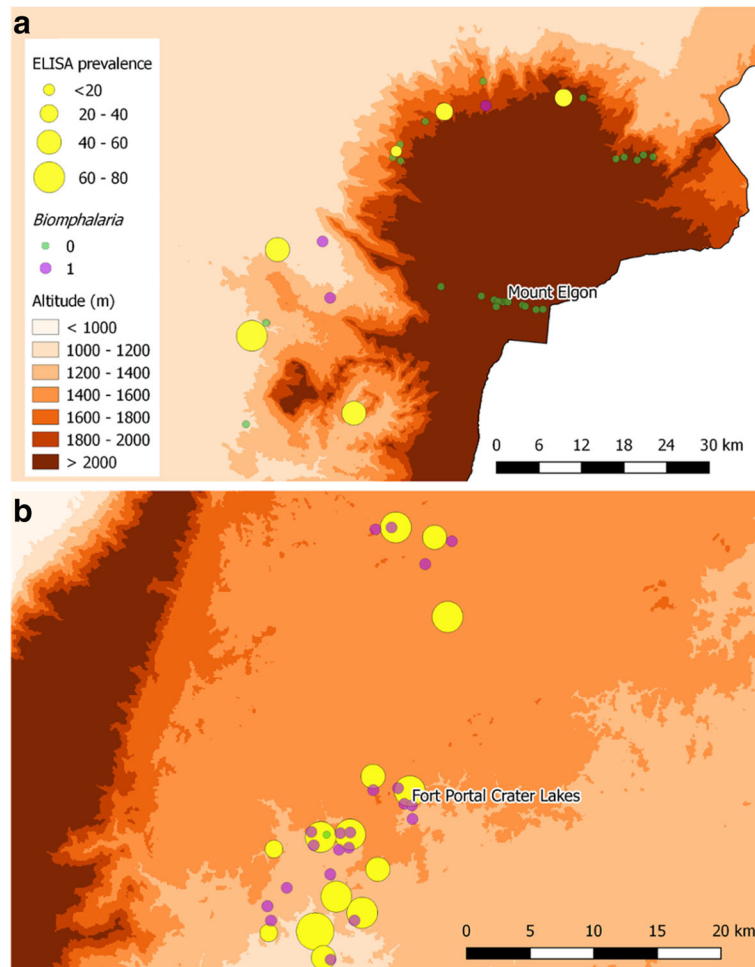 a
ELISA prevalence
<20
20 - 40
40 - 60
60 - 80
Biomphalaria
0
1
Altitude (m)
< 1000
1000 - 1200
1200 - 1400
1400 - 1600
1600 - 1800
1800 - 2000
> 2000
Mount Elgon
0 6 12 18 24 30 km
b
Fort Portal Crater Lakes
0 5 10 15 20 km